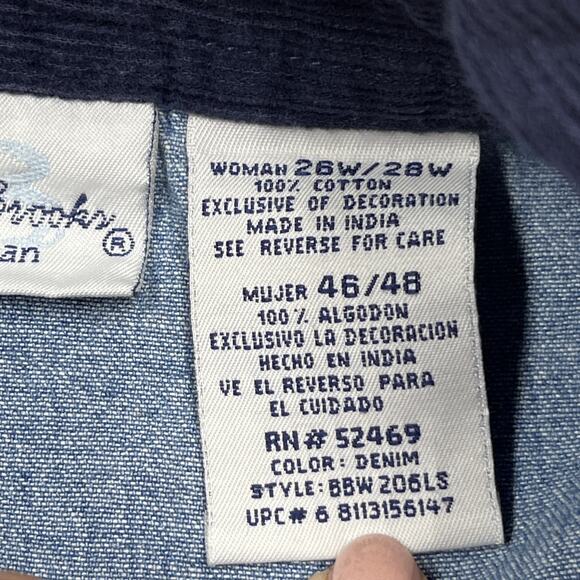 Brooks®
an
WOMAN 26W/28W
100% COTTON
EXCLUSIVE OF DECORATION
MADE IN INDIA
SEE REVERSE FOR CARE
MUJER 46/48
100% ALGODON
EXCLUSIVO LA DECORACION
HECHO EN INDIA
VE EL REVERSO PARA
EL CUIDADO
RN# 52469
COLOR: DENIM
STYLE: BBW 206LS
UPC# 6 8113156147